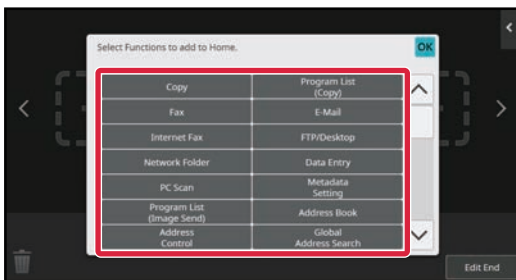 Select Functions to add to Home.
OK
Copy
Program List
(Copy)
Fax
E-Mail
Internet Fax
FTP/Desktop
Network Folder
Data Entry
PC Scan
Metadata
Setting
Program List
(Image Send)
Address Book
Address
Control
Global
Address Search
Edit End